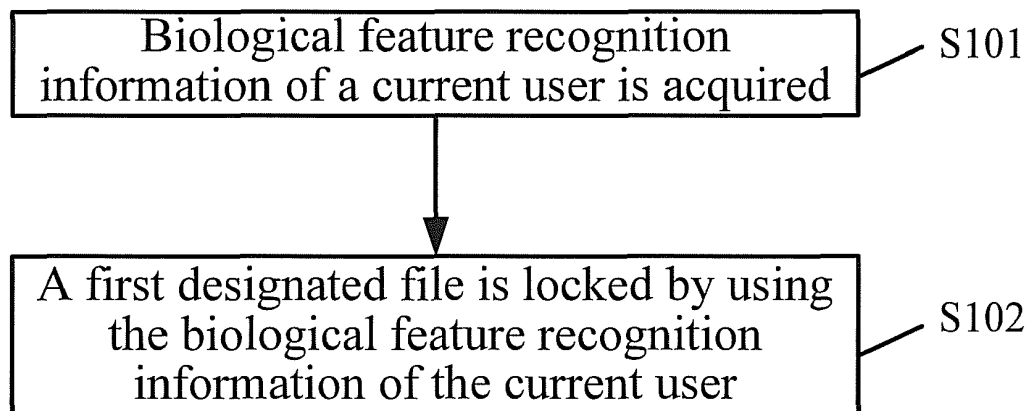 Biological feature recognition
information of a current user is acquired
S101
A first designated file is locked by using
the biological feature recognition
information of the current user
S102